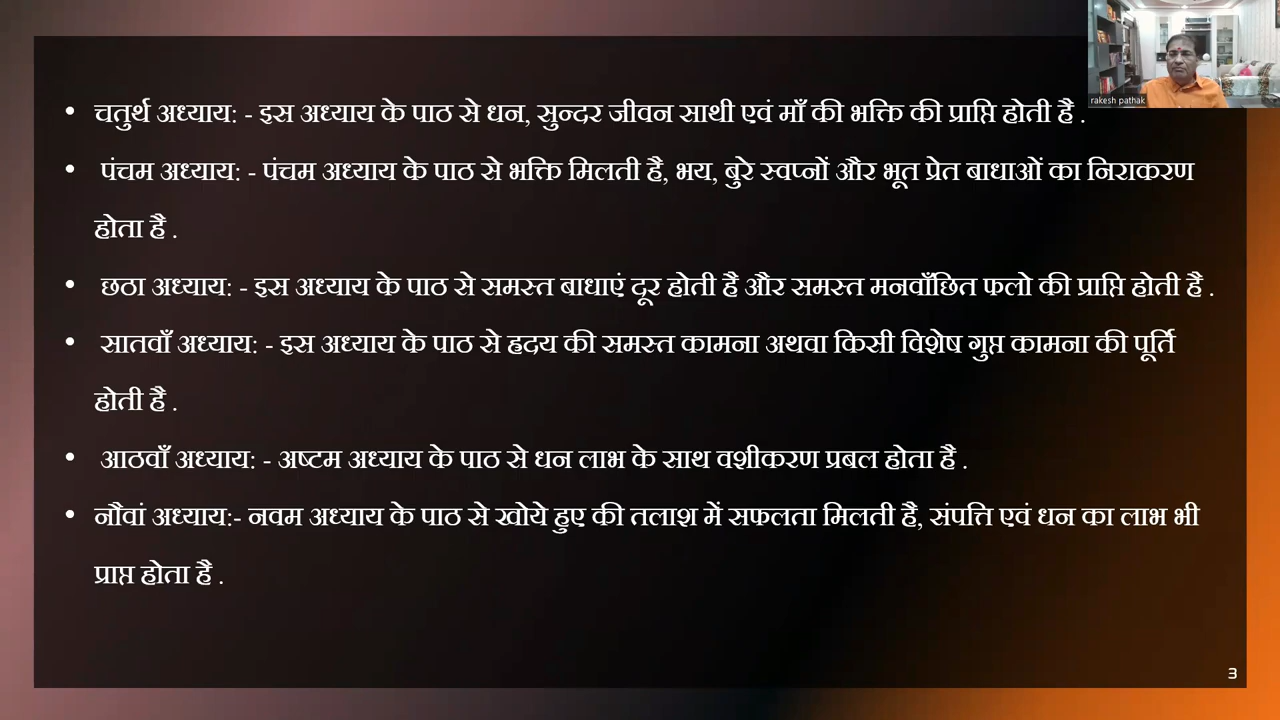 rakesh pathak
• चतुर्थ अध्याय: - इस अध्याय के पाठ से धन, सुन्दर जीवन साथी एवं माँ की भक्ति की प्राप्ति होती है .
• पंचम अध्याय: - पंचम अध्याय के पाठ से भक्ति मिलती है, भय, बुरे स्वप्नों और भूत प्रेत बाधाओं का निराकरण
होता है .
• छठा अध्याय: - इस अध्याय के पाठ से समस्त बाधाएं दूर होती है और समस्त मनवाँछित फलो की प्राप्ति होती है .
• सातवाँ अध्याय: - इस अध्याय के पाठ से हृदय की समस्त कामना अथवा किसी विशेष गुप्त कामना की पूर्ति
होती है .
• आठवाँ अध्याय: - अष्टम अध्याय के पाठ से धन लाभ के साथ वशीकरण प्रबल होता है .
• नौवां अध्याय:- नवम अध्याय के पाठ से खोये हुए की तलाश में सफलता मिलती है, संपत्ति एवं धन का लाभ भी
प्राप्त होता है .
3